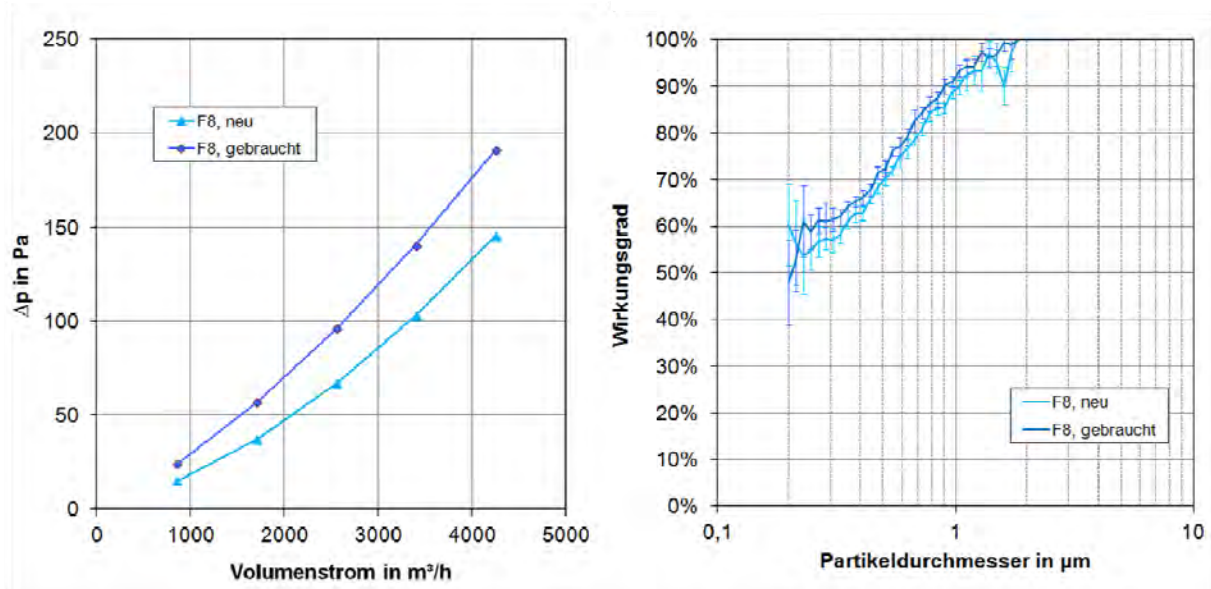 250
200
150
100
50
0
Δp in Pa
F8, neu
F8, gebraucht
0 1000 2000 3000 4000 5000
Volumenstrom in m³/h
100%
90%
80%
70%
60%
50%
40%
30%
20%
10%
0%
Wirkungsgrad
F8, neu
F8, gebraucht
0,1 1 10
Partikeldurchmesser in µm